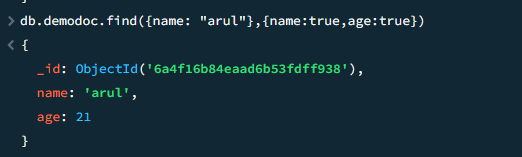 > db.demodoc.find({name: "arul"},{name:true,age:true})
< {
_id: ObjectId('6a4f16b84eaad6b53fdff938'),
name: 'arul',
age: 21
}